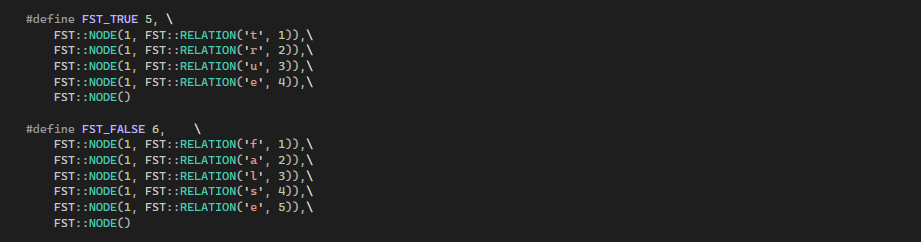 #define FST_TRUE 5, \
    FST::NODE(1, FST::RELATION('t', 1)),\
    FST::NODE(1, FST::RELATION('r', 2)),\
    FST::NODE(1, FST::RELATION('u', 3)),\
    FST::NODE(1, FST::RELATION('e', 4)),\
    FST::NODE()

#define FST_FALSE 6,    \
    FST::NODE(1, FST::RELATION('f', 1)),\
    FST::NODE(1, FST::RELATION('a', 2)),\
    FST::NODE(1, FST::RELATION('l', 3)),\
    FST::NODE(1, FST::RELATION('s', 4)),\
    FST::NODE(1, FST::RELATION('e', 5)),\
    FST::NODE()